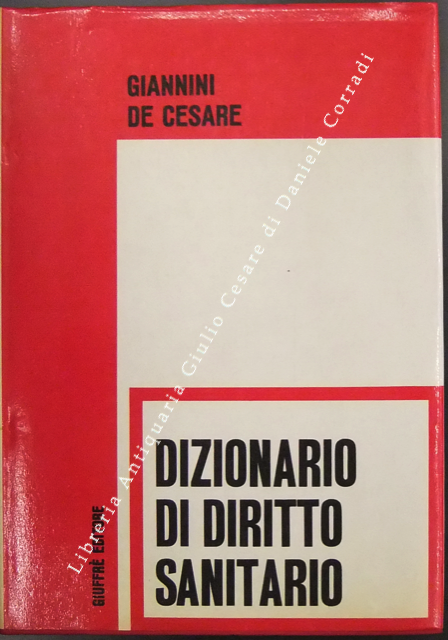 GIANNINI
DE CESARE
DIZIONARIO
DI DIRITTO
SANITARIO
GIUFFRÈ EDITORE
Libreria Antiquaria Giulio Cesare di Daniele Corradi